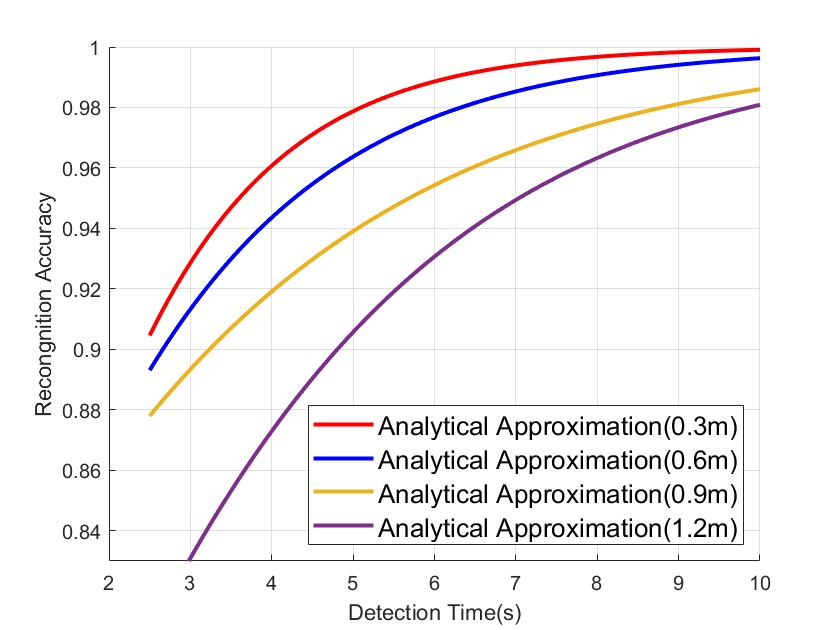 1
0.98
0.96
0.94
0.92
0.9
0.88
0.86
0.84
Recongnition Accuracy
Analytical Approximation(0.3m)
Analytical Approximation(0.6m)
Analytical Approximation(0.9m)
Analytical Approximation(1.2m)
2 3 4 5 6 7 8 9 10
Detection Time(s)